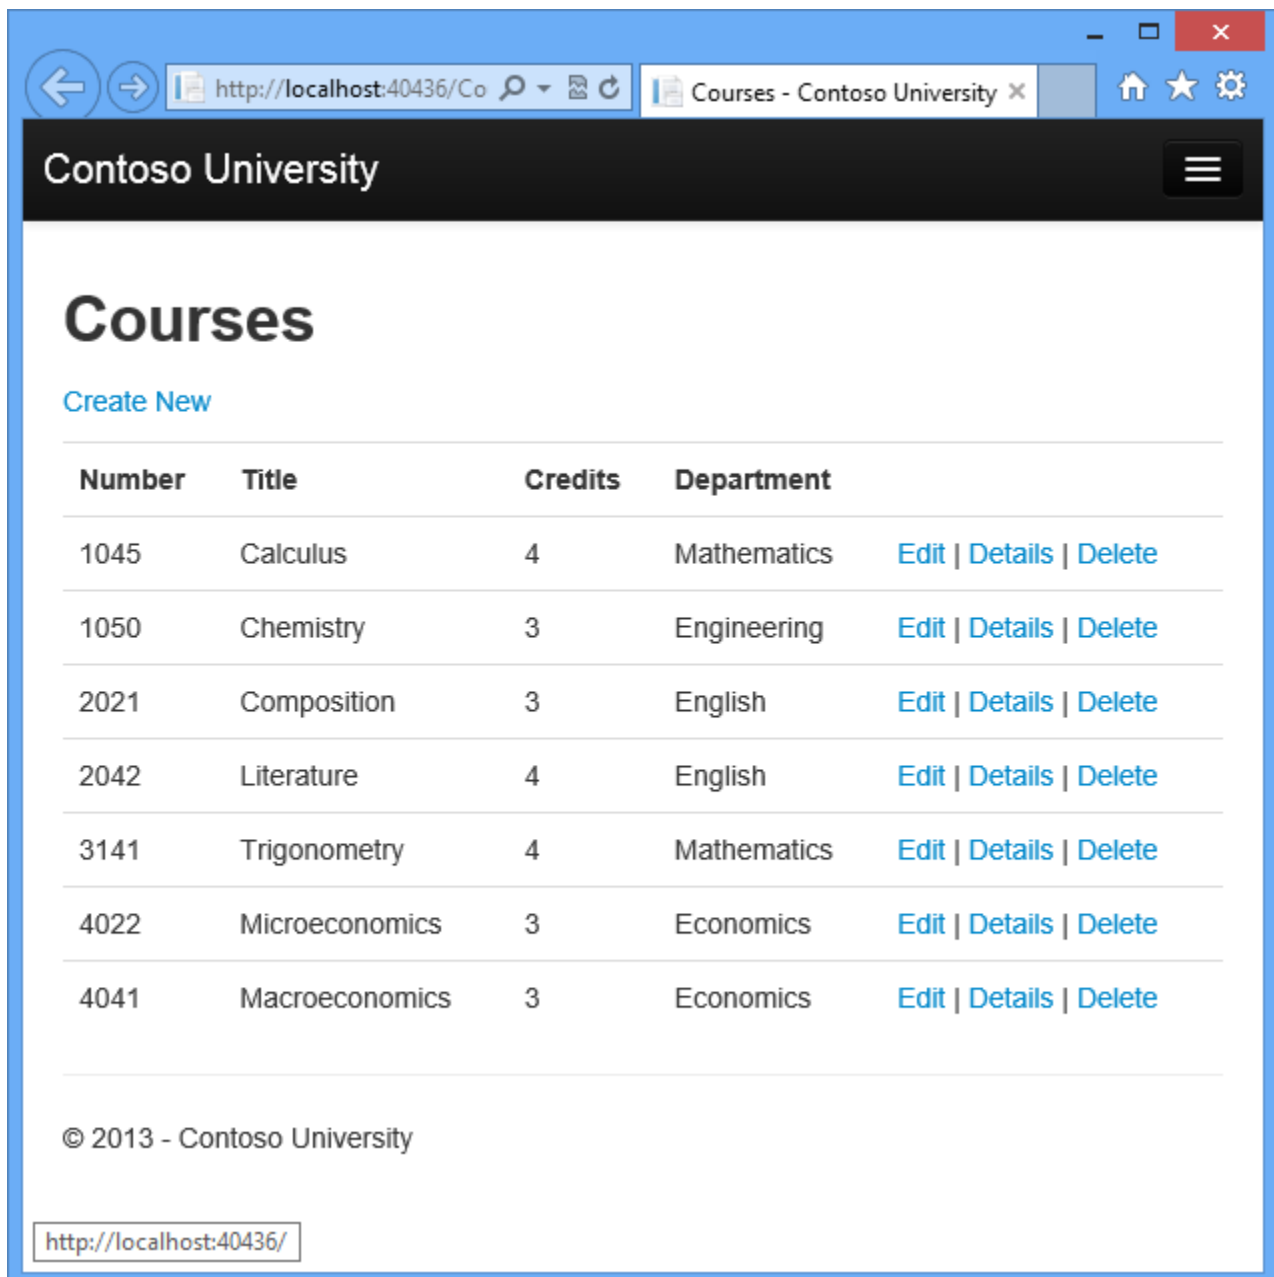 http://localhost:40436/Co
Courses - Contoso University
Contoso University
Courses
Create New
Number Title Credits Department
1045 Calculus 4 Mathematics Edit | Details | Delete
1050 Chemistry 3 Engineering Edit | Details | Delete
2021 Composition 3 English Edit | Details | Delete
2042 Literature 4 English Edit | Details | Delete
3141 Trigonometry 4 Mathematics Edit | Details | Delete
4022 Microeconomics 3 Economics Edit | Details | Delete
4041 Macroeconomics 3 Economics Edit | Details | Delete
© 2013 - Contoso University
http://localhost:40436/